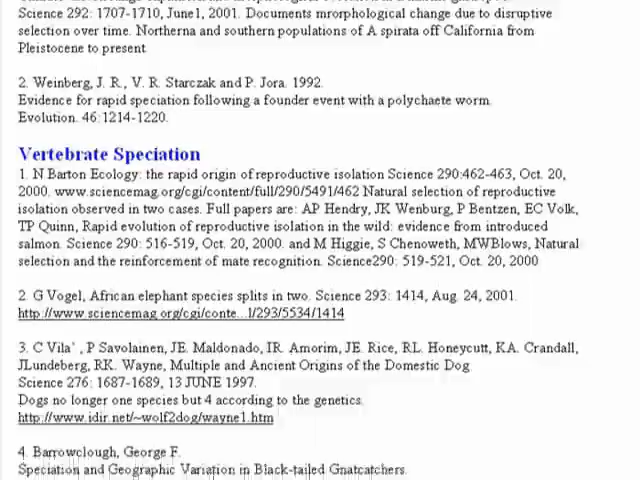 Science 292: 1707-1710, June1, 2001. Documents mrorphological change due to disruptive
selection over time. Northerna and southern populations of A spirata off California from
Pleistocene to present
2. Weinberg, J. R., V. R. Starczak and P. Jora. 1992.
Evidence for rapid speciation following a founder event with a polychaete worm.
Evolution. 46:1214-1220.
Vertebrate Speciation
1. N Barton Ecology: the rapid origin of reproductive isolation Science 290:462-463, Oct. 20,
2000. www.sciencemag.org/cgi/content/full/290/5491/462 Natural selection of reproductive
isolation observed in two cases. Full papers are: AP Hendry, JK Wenburg, P Bentzen, EC Volk,
TP Quinn, Rapid evolution of reproductive isolation in the wild: evidence from introduced
salmon. Science 290: 516-519, Oct. 20, 2000. and M Higgie, S Chenoweth, MWBlows, Natural
selection and the reinforcement of mate recognition. Science290: 519-521, Oct. 20, 2000
2. G Vogel, African elephant species splits in two. Science 293: 1414, Aug. 24, 2001.
http://www.sciencemag.org/cgi/conte...l/293/5534/1414
3. C Vila` , P Savolainen, JE. Maldonado, IR. Amorim, JE. Rice, RL. Honeycutt, KA. Crandall,
JLundeberg, RK. Wayne, Multiple and Ancient Origins of the Domestic Dog
Science 276: 1687-1689, 13 JUNE 1997.
Dogs no longer one species but 4 according to the genetics.
http://www.idir.net/~wolf2dog/wayne1.htm
4. Barrowclough, George F.
Speciation and Geographic Variation in Black-tailed Gnatcatchers.